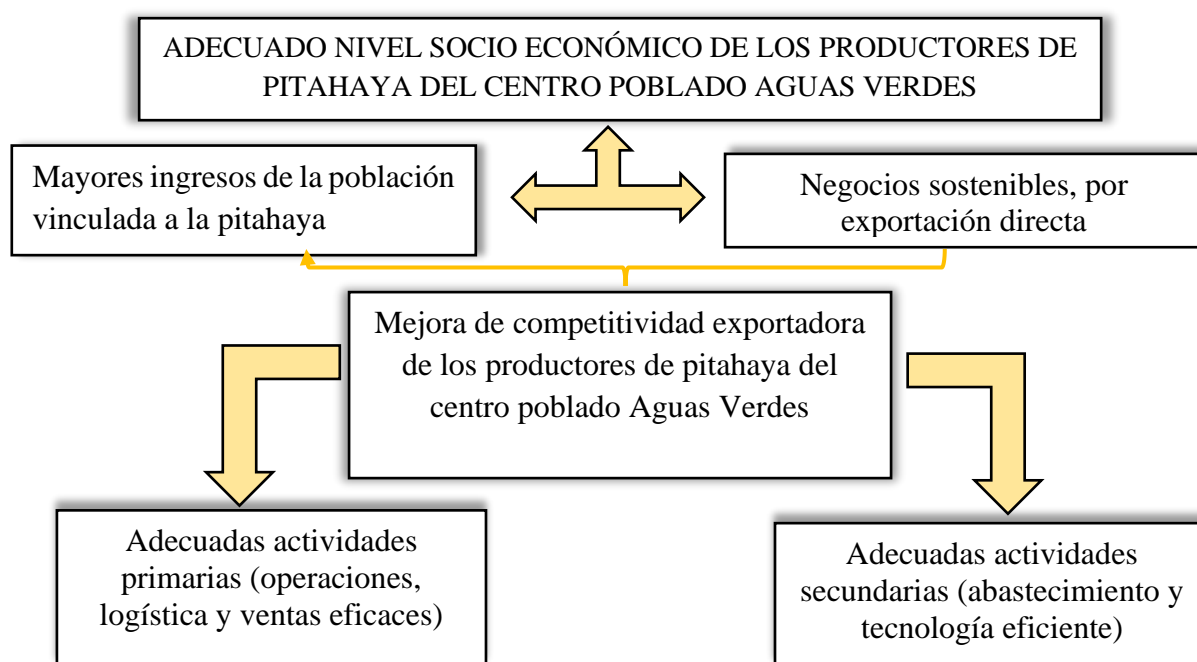 ADECUADO NIVEL SOCIO ECONÓMICO DE LOS PRODUCTORES DE
PITAHAYA DEL CENTRO POBLADO AGUAS VERDES
Mayores ingresos de la población
vinculada a la pitahaya
Negocios sostenibles, por
exportación directa
Mejora de competitividad exportadora
de los productores de pitahaya del
centro poblado Aguas Verdes
Adecuadas actividades
primarias (operaciones,
logística y ventas eficaces)
Adecuadas actividades
secundarias (abastecimiento y
tecnología eficiente)